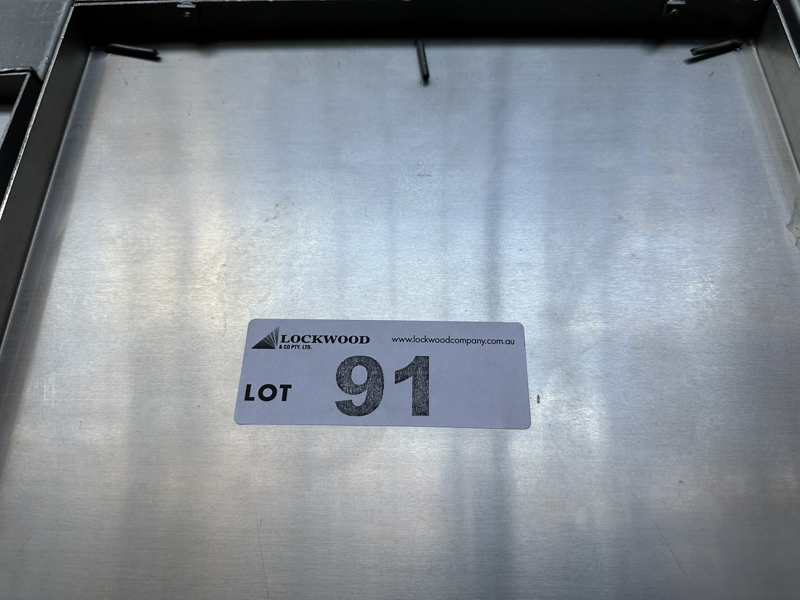 LOCKWOOD
& CO PTY. LTD.
www.lockwoodcompany.com.au
LOT 91